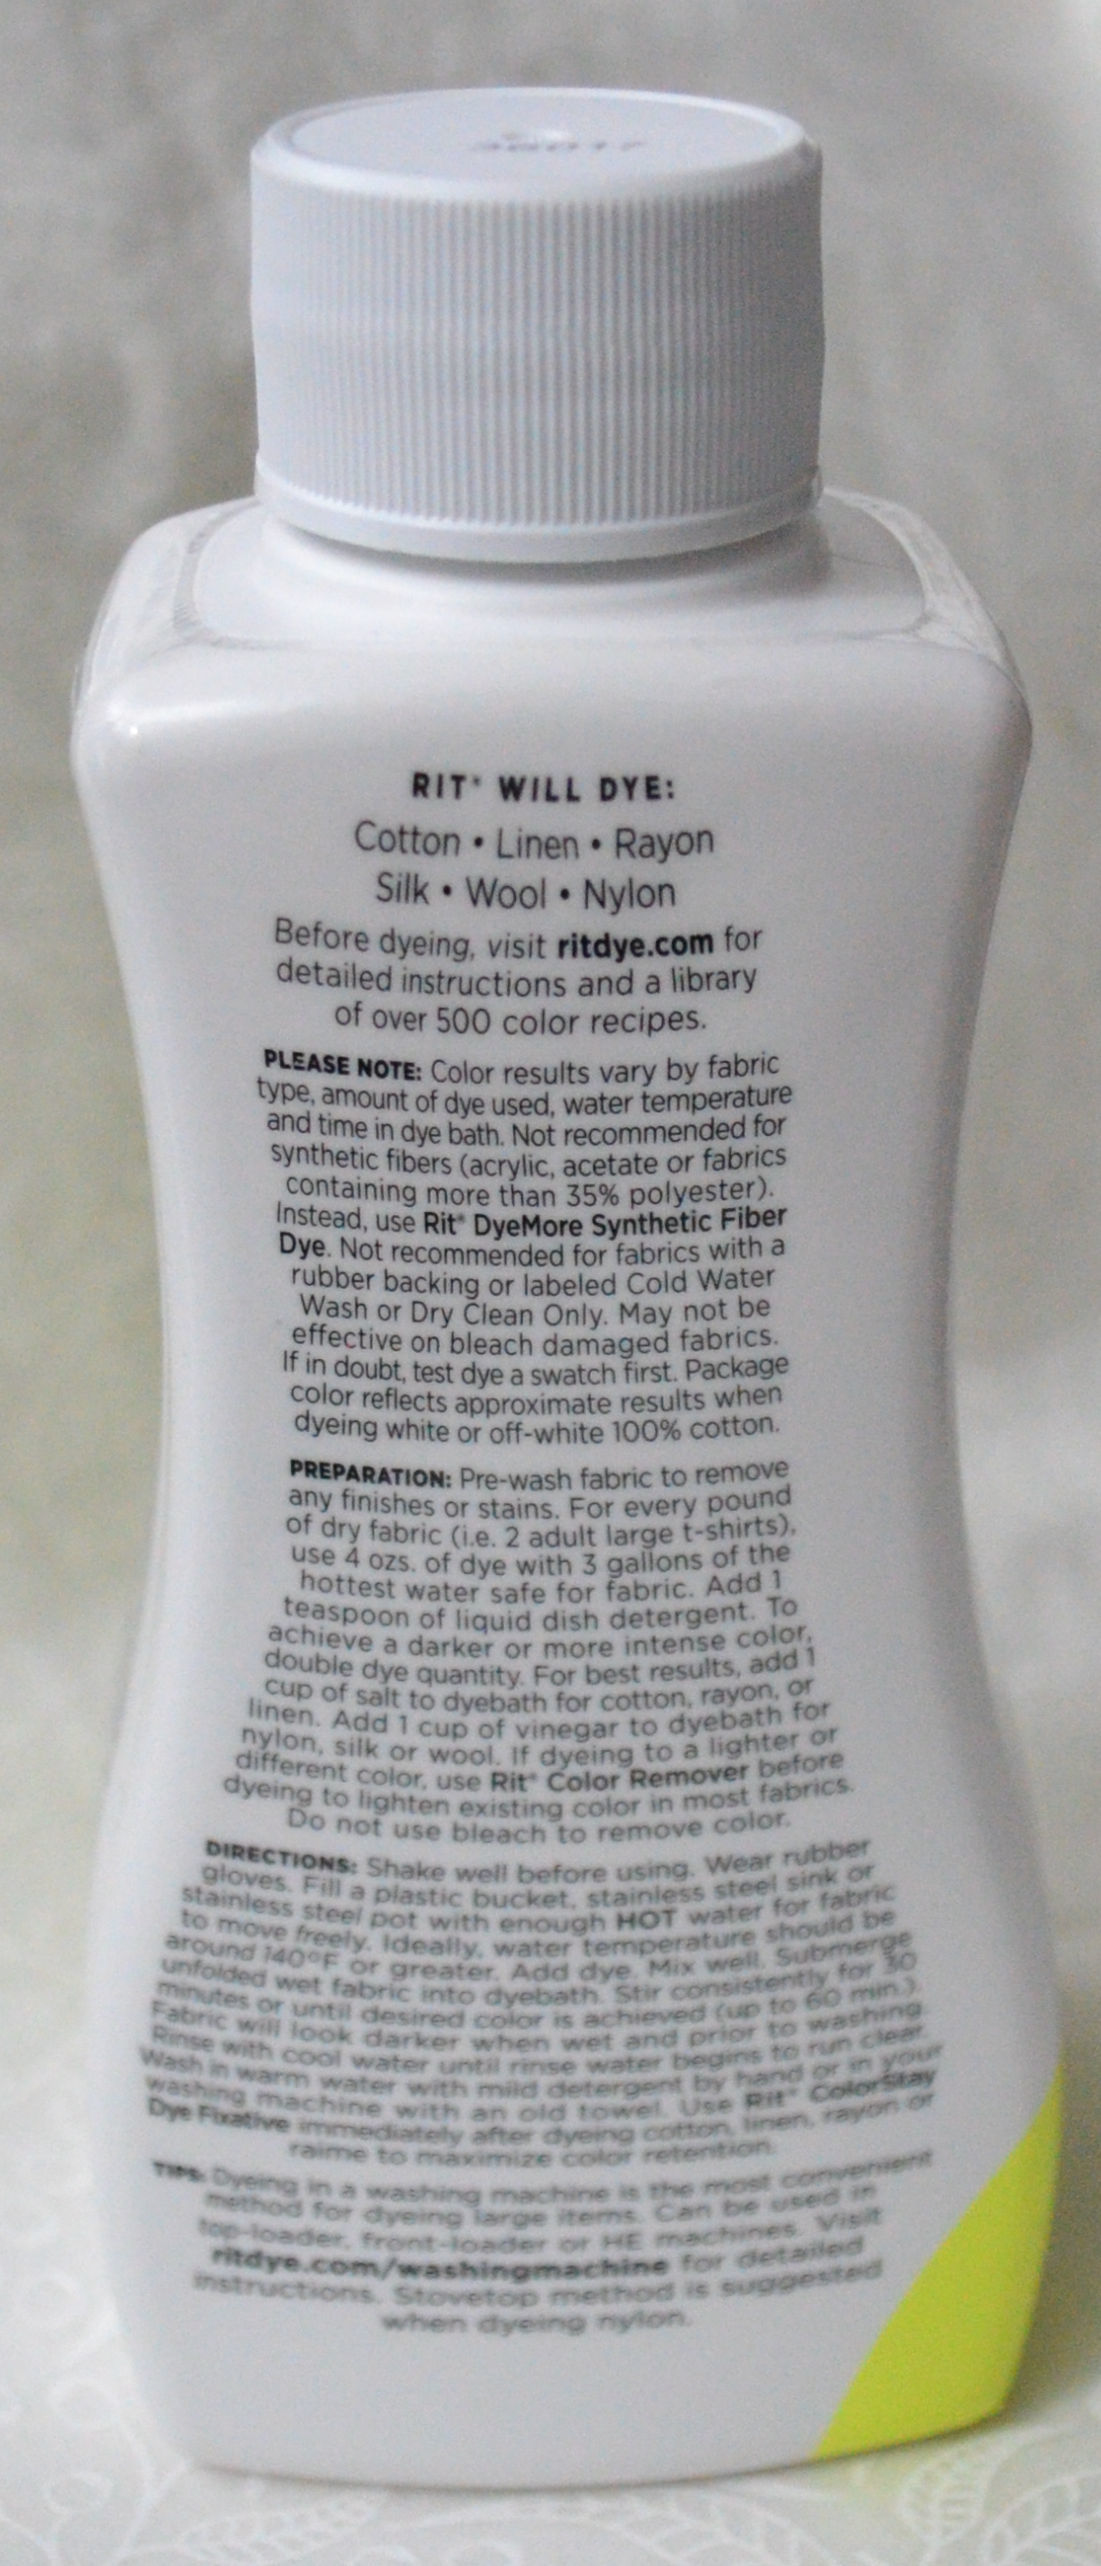 RIT® WILL DYE:
Cotton • Linen • Rayon
Silk • Wool • Nylon
Before dyeing, visit ritdye.com for
detailed instructions and a library
of over 500 color recipes.
PLEASE NOTE: Color results vary by fabric
type, amount of dye used, water temperature
and time in dye bath. Not recommended for
synthetic fibers (acrylic, acetate or fabrics
containing more than 35% polyester).
Instead, use Rit® DyeMore Synthetic Fiber
Dye. Not recommended for fabrics with a
rubber backing or labeled Cold Water
Wash or Dry Clean Only. May not be
effective on bleach damaged fabrics.
If in doubt, test dye a swatch first. Package
color reflects approximate results when
dyeing white or off-white 100% cotton.
PREPARATION: Pre-wash fabric to remove
any finishes or stains. For every pound
of dry fabric (i.e. 2 adult large t-shirts),
use 4 ozs. of dye with 3 gallons of the
hottest water safe for fabric. Add 1
teaspoon of liquid dish detergent. To
achieve a darker or more intense color,
double dye quantity. For best results, add 1
cup of salt to dyebath for cotton, rayon, or
linen. Add 1 cup of vinegar to dyebath for
nylon, silk or wool. If dyeing to a lighter or
different color, use Rit® Color Remover before
dyeing to lighten existing color in most fabrics.
Do not use bleach to remove color.
DIRECTIONS: Shake well before using. Wear rubber
gloves. Fill a plastic bucket, stainless steel sink or
stainless steel pot with enough HOT water for fabric
to move freely. Ideally, water temperature should be
around 140°F or greater. Add dye. Mix well. Submerge
unfolded wet fabric into dyebath. Stir consistently for 30
minutes or until desired color is achieved (up to 60 min.).
Fabric will look darker when wet and prior to washing.
Rinse with cool water until rinse water begins to run clear.
Wash in warm water with mild detergent by hand or in your
washing machine with an old towel. Use Rit® ColorStay
Dye Fixative immediately after dyeing cotton, linen, rayon or
raime to maximize color retention.
TIPS: Dyeing in a washing machine is the most convenient
method for dyeing large items. Can be used in
top-loader, front-loader or HE machines. Visit
ritdye.com/washingmachine for detailed
instructions. Stovetop method is suggested
when dyeing nylon.